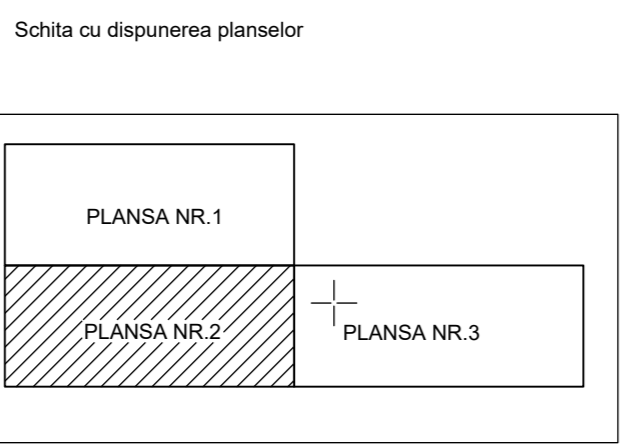 Schita cu dispunerea planselor
PLANSA NR.1
PLANSA NR.2
PLANSA NR.3